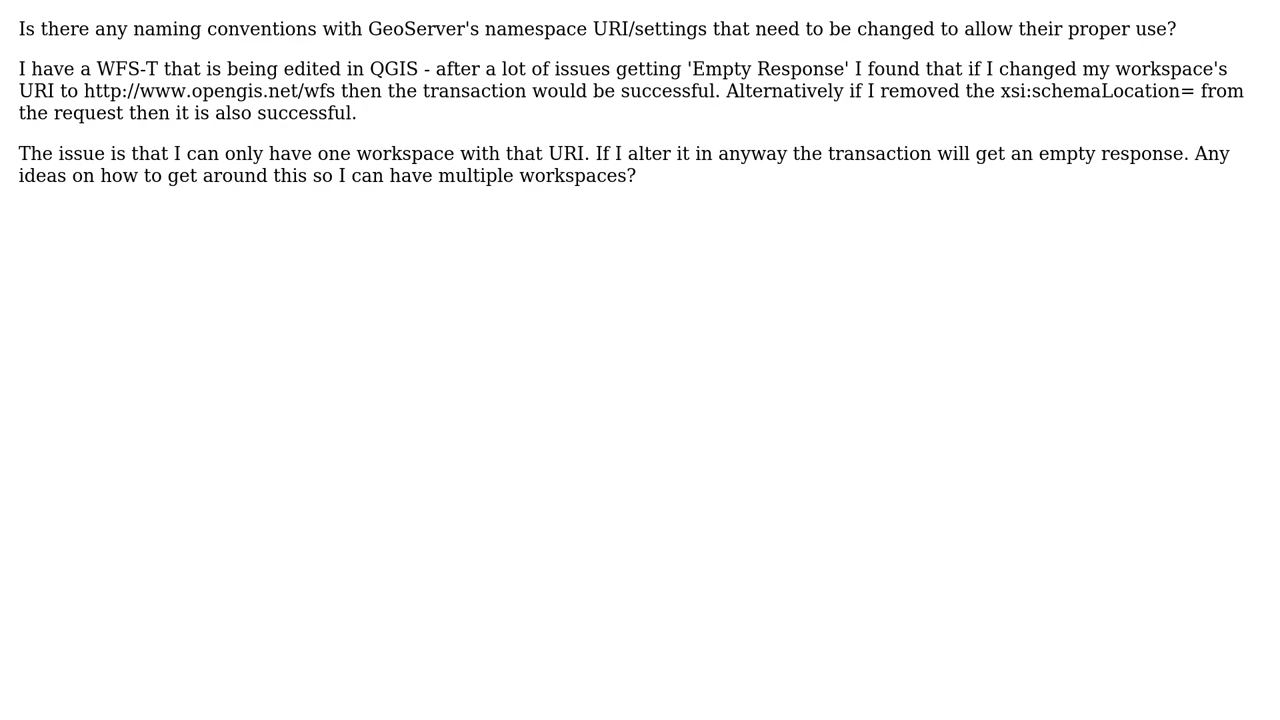 Is there any naming conventions with GeoServer's namespace URI/settings that need to be changed to allow their proper use?
I have a WFS-T that is being edited in QGIS - after a lot of issues getting 'Empty Response' I found that if I changed my workspace's
URI to http://www.opengis.net/wfs then the transaction would be successful. Alternatively if I removed the xsi:schemaLocation= from
the request then it is also successful.
The issue is that I can only have one workspace with that URI. If I alter it in anyway the transaction will get an empty response. Any
ideas on how to get around this so I can have multiple workspaces?